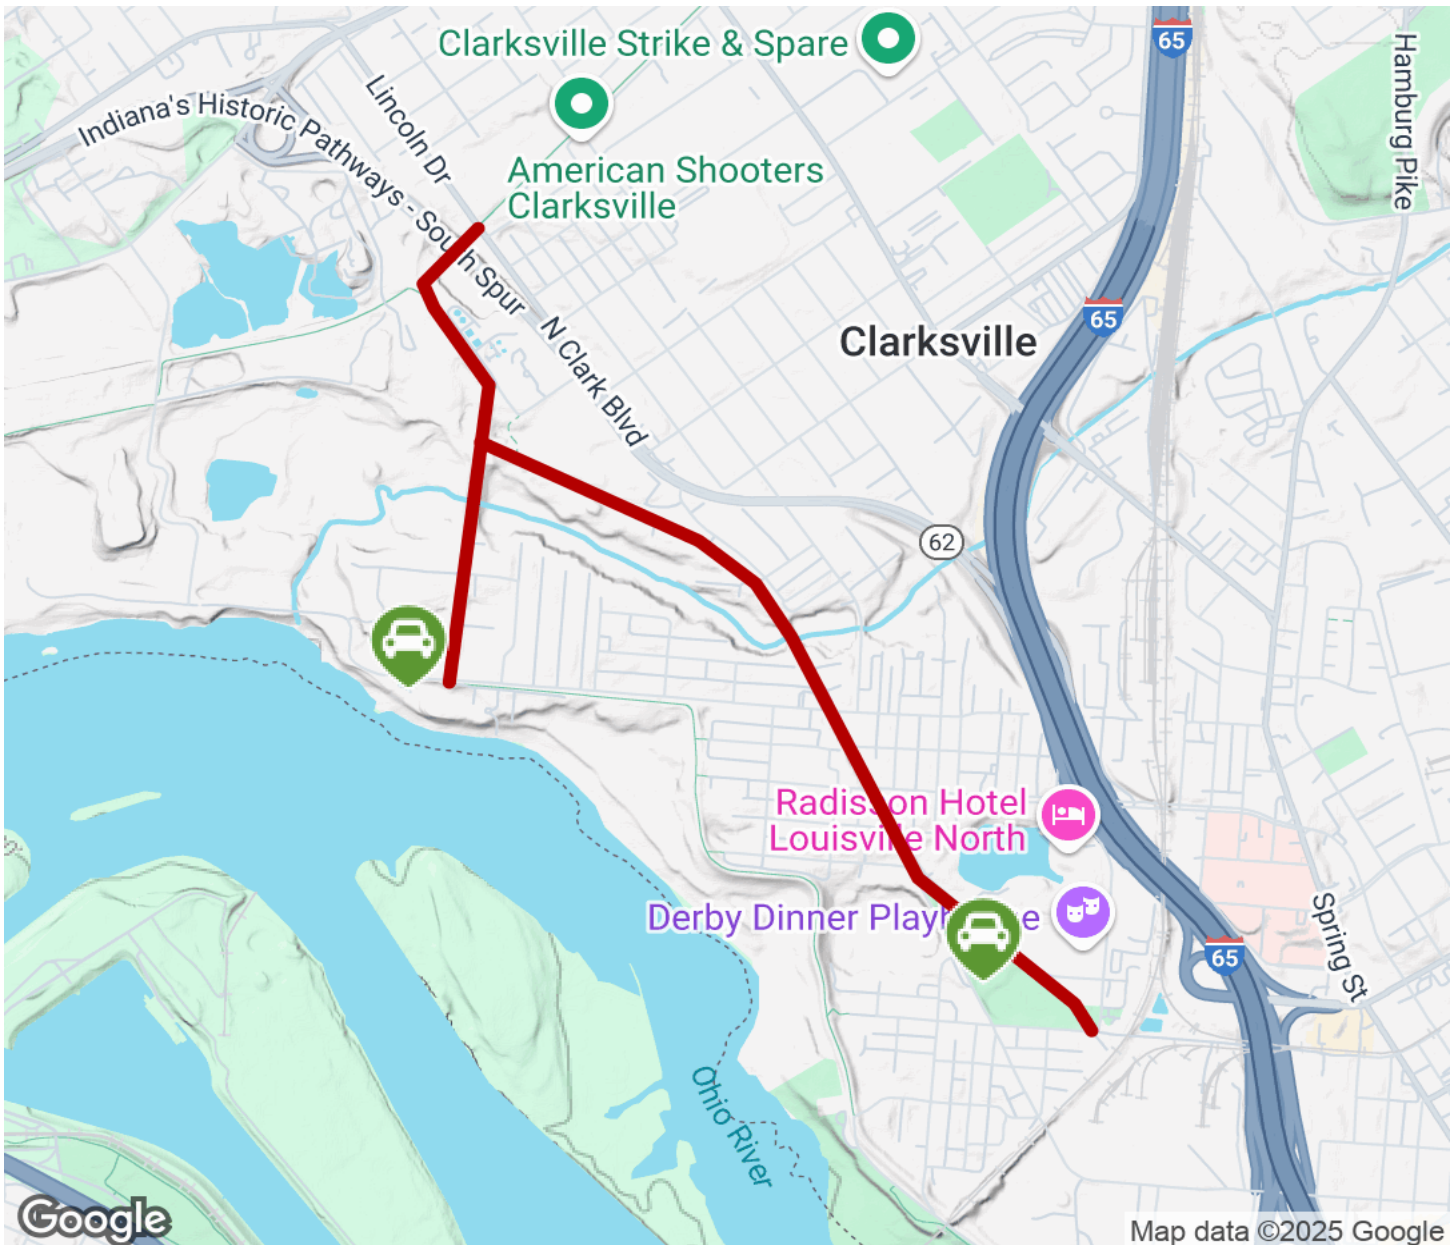 Clarksville Strike & Spare
65
Hamburg Pike
Indiana's Historic Pathways - South Spur
Lincoln Dr
American Shooters
Clarksville
N Clark Blvd
65
Clarksville
62
Radisson Hotel
Louisville North
Derby Dinner Playh
e
65
Spring St
Ohio River
Google
Map data ©2025 Google